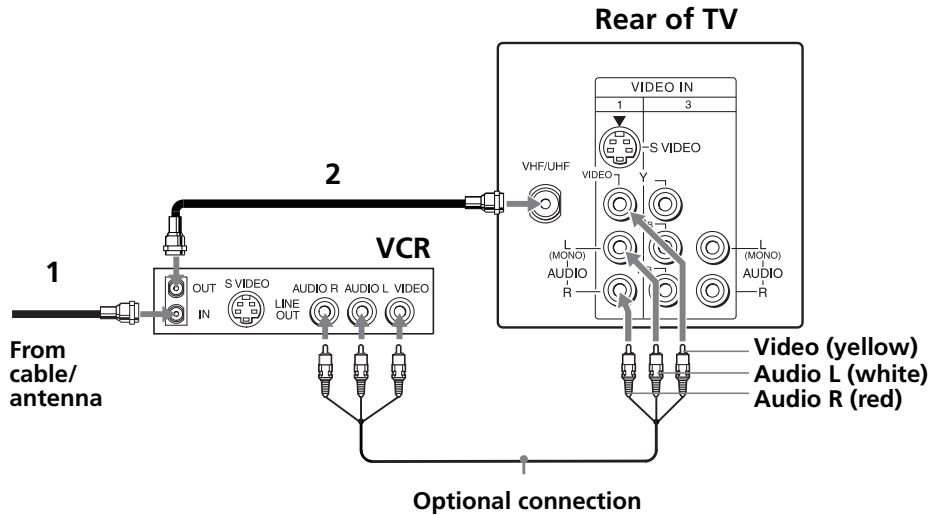 Rear of TV
VIDEO IN
1 3
S VIDEO
VHF/UHF
VIDEO
Y
2
L
(MONO)
AUDIO
R
L
(MONO)
AUDIO
R
VCR
1
OUT
IN
S VIDEO
LINE
OUT
AUDIO R AUDIO L VIDEO
From
cable/
antenna
Video (yellow)
Audio L (white)
Audio R (red)
Optional connection